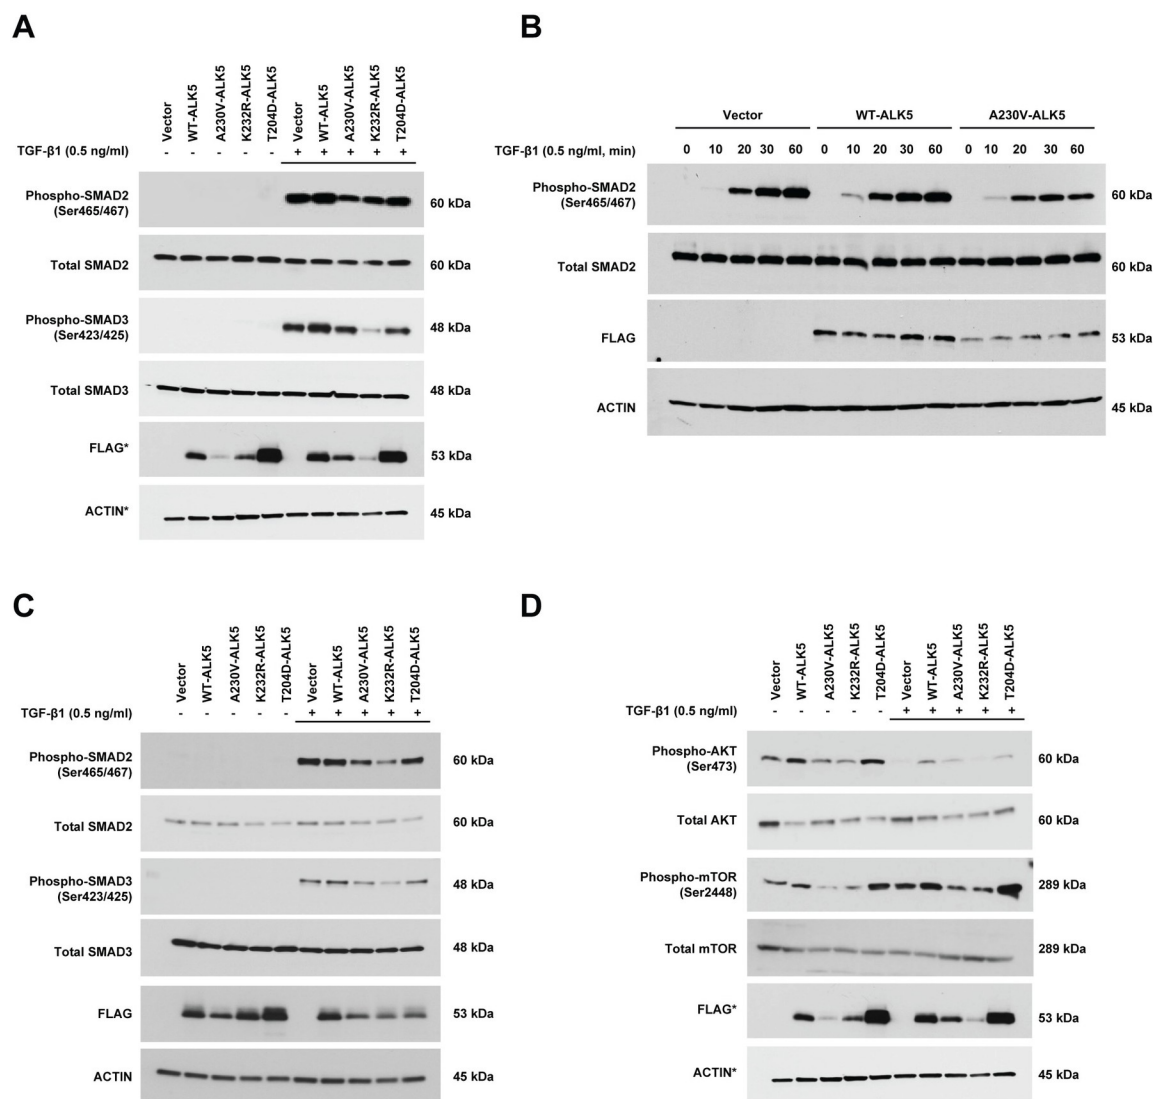 A
Vector
WT-ALK5
A230V-ALK5
K232R-ALK5
T204D-ALK5
Vector
WT-ALK5
A230V-ALK5
K232R-ALK5
T204D-ALK5
TGF-β1 (0.5 ng/ml) - - - - - + + + + +
Phospho-SMAD2
(Ser465/467)
60 kDa
Total SMAD2
60 kDa
Phospho-SMAD3
(Ser423/425)
48 kDa
Total SMAD3
48 kDa
FLAG*
53 kDa
ACTIN*
45 kDa
B
Vector WT-ALK5 A230V-ALK5
TGF-β1 (0.5 ng/ml, min) 0 10 20 30 60 0 10 20 30 60 0 10 20 30 60
Phospho-SMAD2
(Ser465/467)
60 kDa
Total SMAD2
60 kDa
FLAG
53 kDa
ACTIN
45 kDa
C
Vector
WT-ALK5
A230V-ALK5
K232R-ALK5
T204D-ALK5
Vector
WT-ALK5
A230V-ALK5
K232R-ALK5
T204D-ALK5
TGF-β1 (0.5 ng/ml) - - - - - + + + + +
Phospho-SMAD2
(Ser465/467)
60 kDa
Total SMAD2
60 kDa
Phospho-SMAD3
(Ser423/425)
48 kDa
Total SMAD3
48 kDa
FLAG
53 kDa
ACTIN
45 kDa
D
Vector
WT-ALK5
A230V-ALK5
K232R-ALK5
T204D-ALK5
Vector
WT-ALK5
A230V-ALK5
K232R-ALK5
T204D-ALK5
TGF-β1 (0.5 ng/ml) - - - - - + + + + +
Phospho-AKT
(Ser473)
60 kDa
Total AKT
60 kDa
Phospho-mTOR
(Ser2448)
289 kDa
Total mTOR
289 kDa
FLAG*
53 kDa
ACTIN*
45 kDa